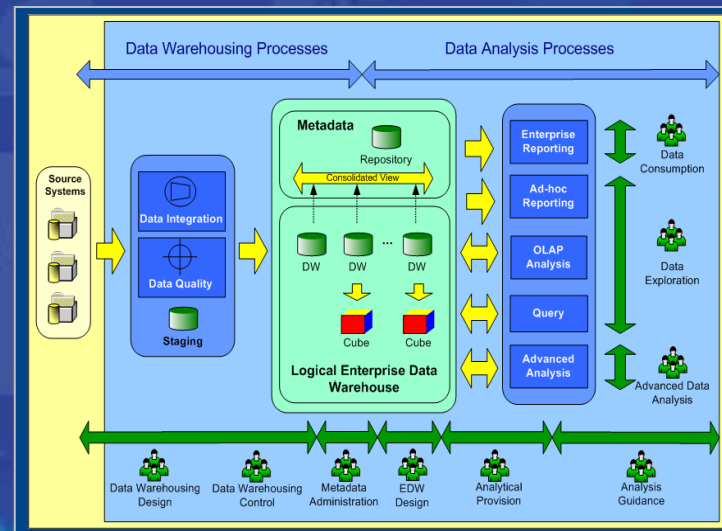 Data Warehousing Processes
Data Analysis Processes
Source
Systems
Data Integration
Data Quality
Staging
Metadata
Repository
Consolidated View
DW
DW
...
DW
Cube
Cube
Logical Enterprise Data
Warehouse
Enterprise
Reporting
Ad-hoc
Reporting
OLAP
Analysis
Query
Advanced
Analysis
Data
Consumption
Data
Exploration
Advanced Data
Analysis
Data Warehousing
Design
Data Warehousing
Control
Metadata
Administration
EDW
Design
Analytical
Provision
Analysis
Guidance